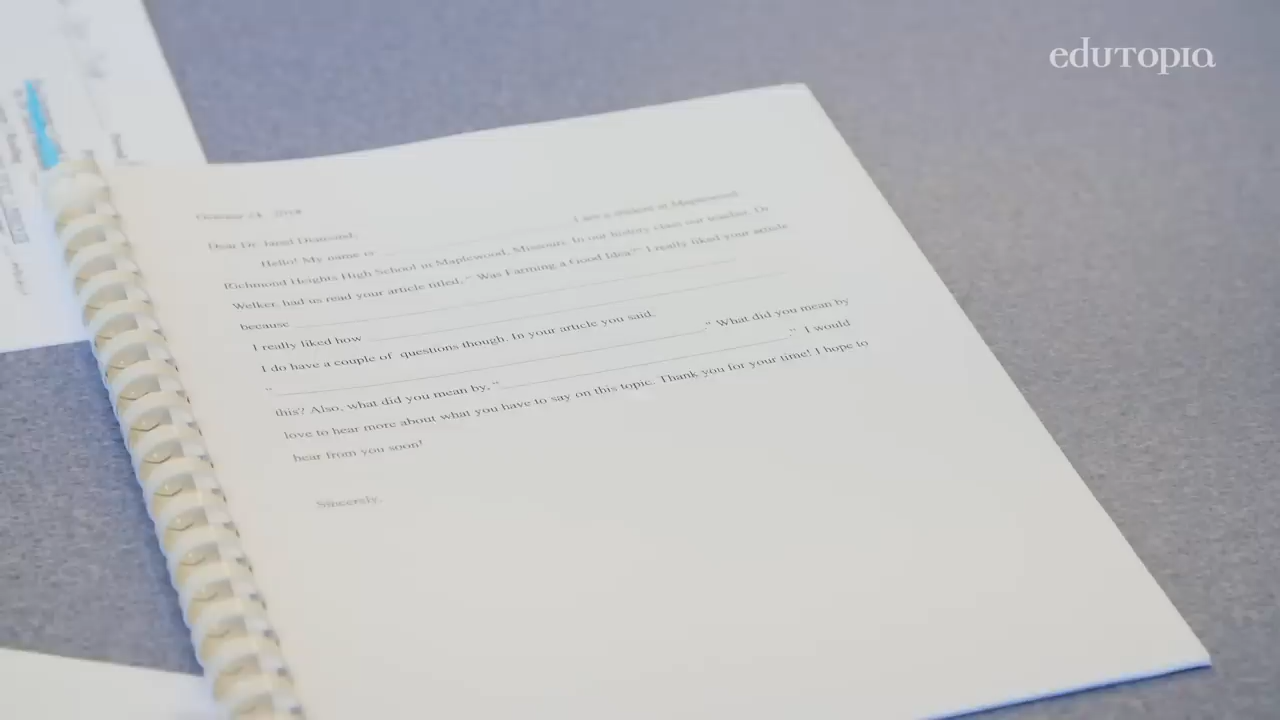 edutopia
October 24, 2018
Dear Dr. Jared Diamond,
Hello! My name is ____________________. I am a student at Maplewood
Richmond Heights High School in Maplewood, Missouri. In our history class our teacher, Dr.
Welker, had us read your article titled, “ Was Farming a Good Idea?” I really liked your article
because ____________________
I really liked how ____________________
I do have a couple of questions though. In your article you said,
“____________________“ What did you mean by
this? Also, what did you mean by, “____________________.” I would
love to hear more about what you have to say on this topic. Thank you for your time! I hope to
hear from you soon!
Sincerely,